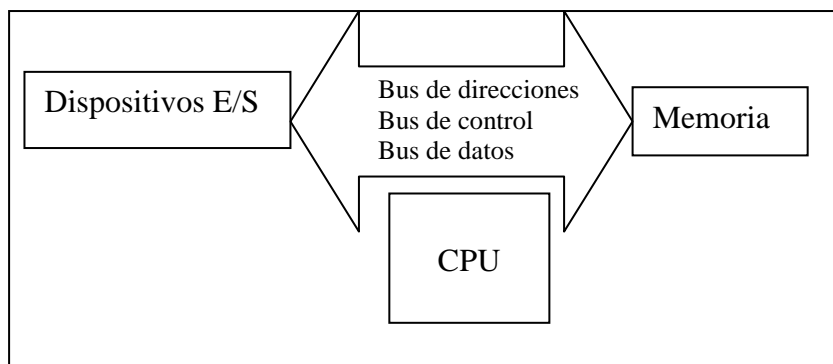 Dispositivos E/S
Bus de direcciones
Bus de control
Bus de datos
Memoria
CPU